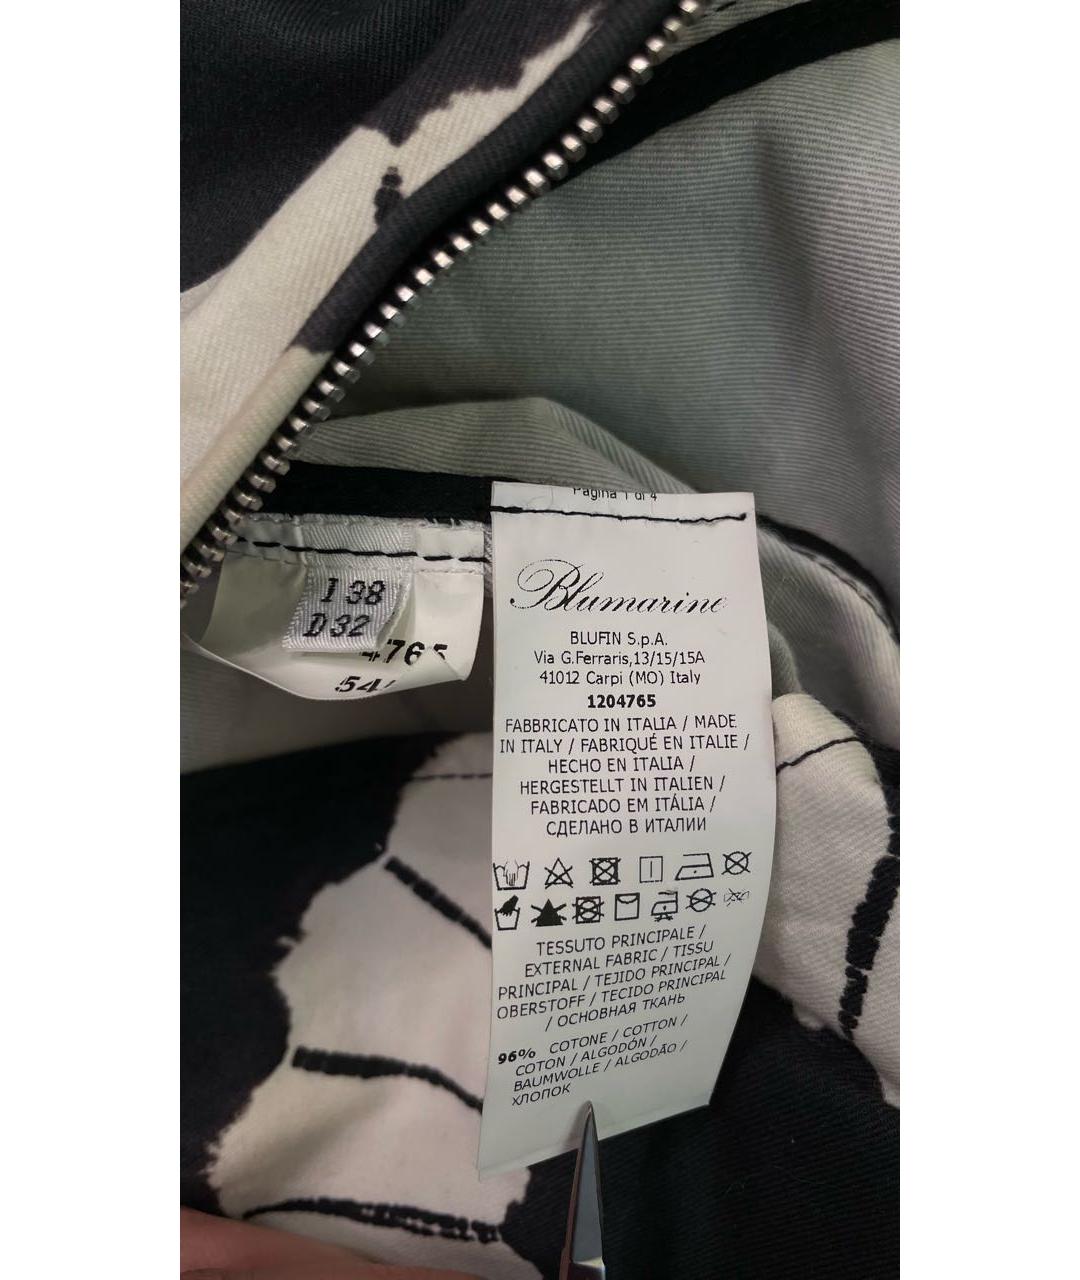 Pagina 1 di 4
Blumarine
BLUFIN S.p.A.
Via G.Ferraris,13/15/15A
41012 Carpi (MO) Italy
1204765
FABBRICATO IN ITALIA / MADE
IN ITALY / FABRIQUÉ EN ITALIE /
HECHO EN ITALIA /
HERGESTELLT IN ITALIEN /
FABRICADO EM ITÁLIA /
СДЕЛАНО В ИТАЛИИ
TESSUTO PRINCIPALE /
EXTERNAL FABRIC / TISSU
PRINCIPAL / TEJIDO PRINCIPAL /
OBERSTOFF / TECIDO PRINCIPAL
/ ОСНОВНАЯ ТКАНЬ
96% COTONE / COTTON /
COTON / ALGODÓN /
BAUMWOLLE / ALGODÃO /
ХЛОПОК
I 38
D 32
4765
54